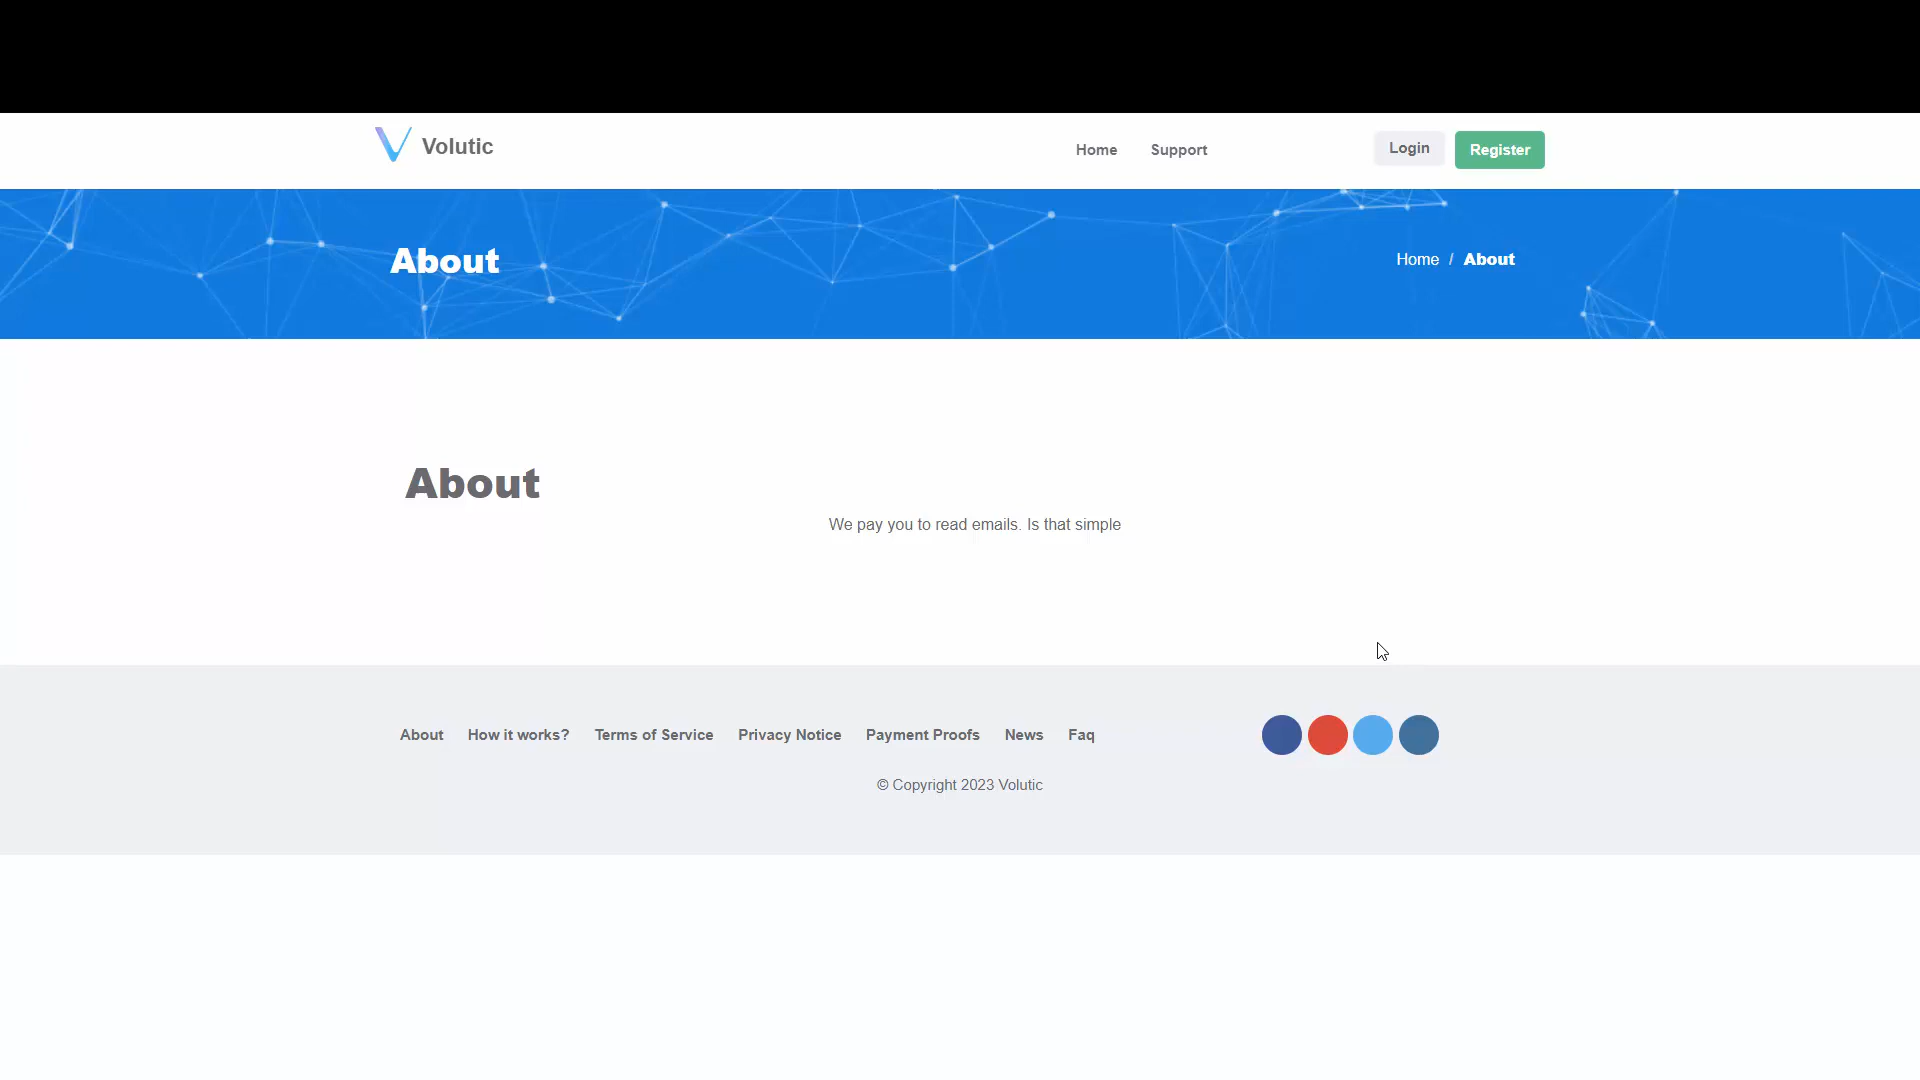 Volutic
Home Support
Login Register
About
Home / About
About
We pay you to read emails. Is that simple
About How it works? Terms of Service Privacy Notice Payment Proofs News Faq
© Copyright 2023 Volutic